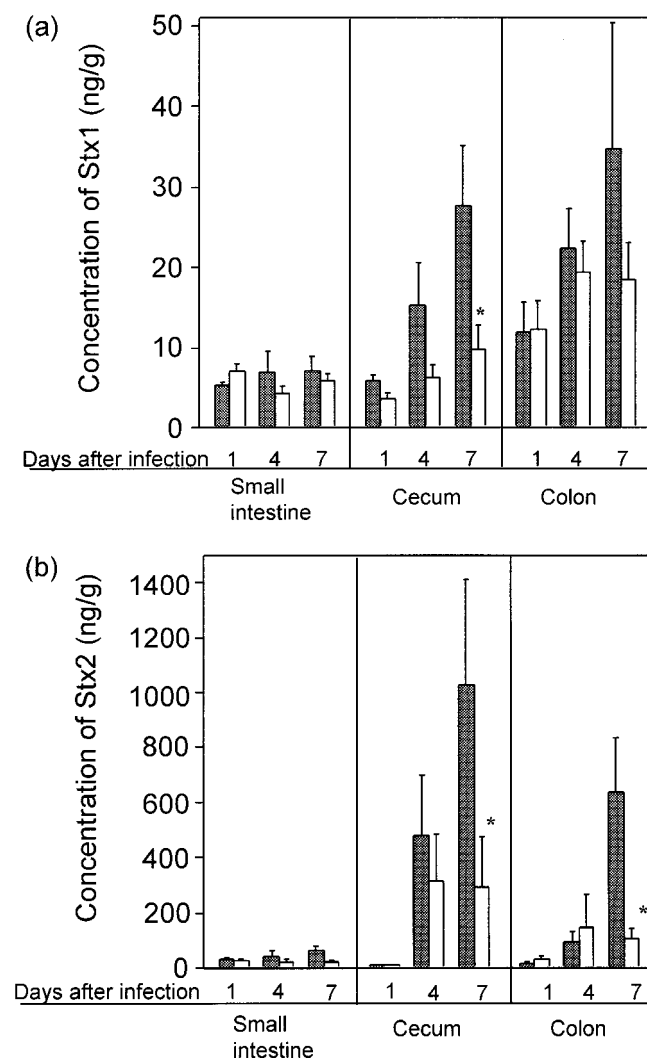 (a)
Concentration of Stx1 (ng/g)
50
40
30
20
10
0
*
Days after infection 1 4 7 1 4 7 1 4 7
Small intestine
Cecum
Colon
(b)
Concentration of Stx2 (ng/g)
1400
1200
1000
800
600
400
200
0
*
*
Days after infection 1 4 7 1 4 7 1 4 7
Small intestine
Cecum
Colon